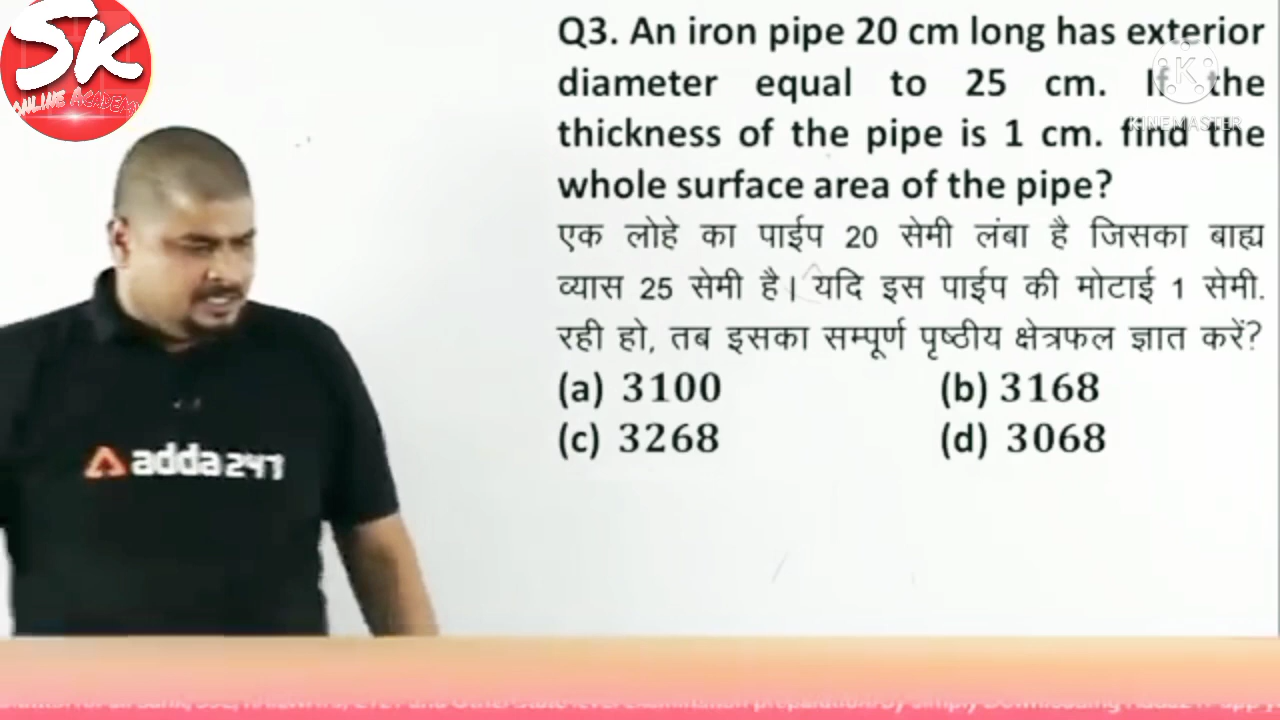 SK
ONLINE ACADEMY
Q3. An iron pipe 20 cm long has exterior
diameter equal to 25 cm. If the
thickness of the pipe is 1 cm. find the
whole surface area of the pipe?
KINEMASTER
एक लोहे का पाईप 20 सेमी लंबा है जिसका बाह्य
व्यास 25 सेमी है। यदि इस पाईप की मोटाई 1 सेमी.
रही हो, तब इसका सम्पूर्ण पृष्ठीय क्षेत्रफल ज्ञात करें?
(a) 3100 (b) 3168
(c) 3268 (d) 3068
adda247